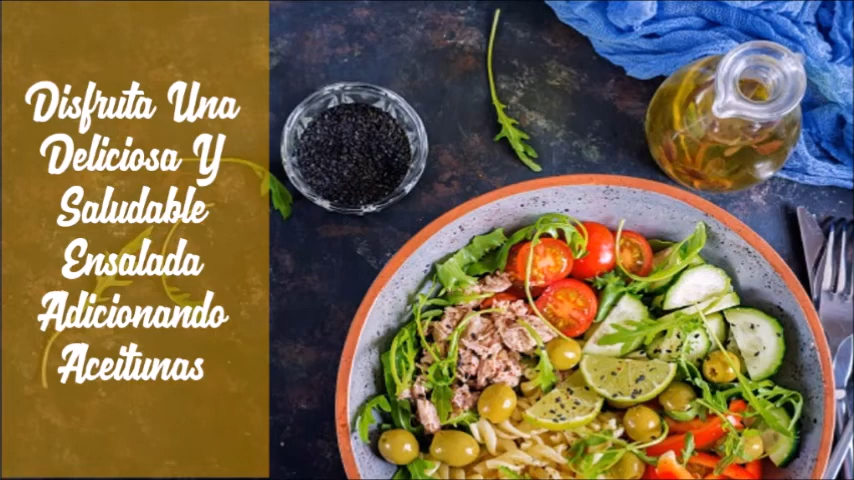 Disfruta Una
Deliciosa Y
Saludable
Ensalada
Adicionando
Aceitunas